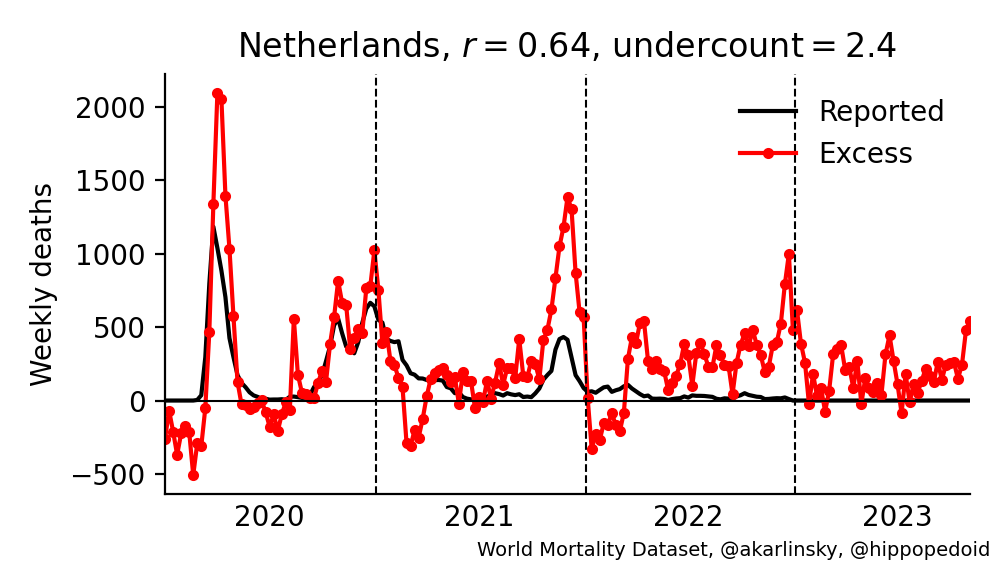 Netherlands, r = 0.64, undercount = 2.4
Weekly deaths
2000
1500
1000
500
0
−500
Reported
Excess
2020 2021 2022 2023
World Mortality Dataset, @akarlinsky, @hippopedoid